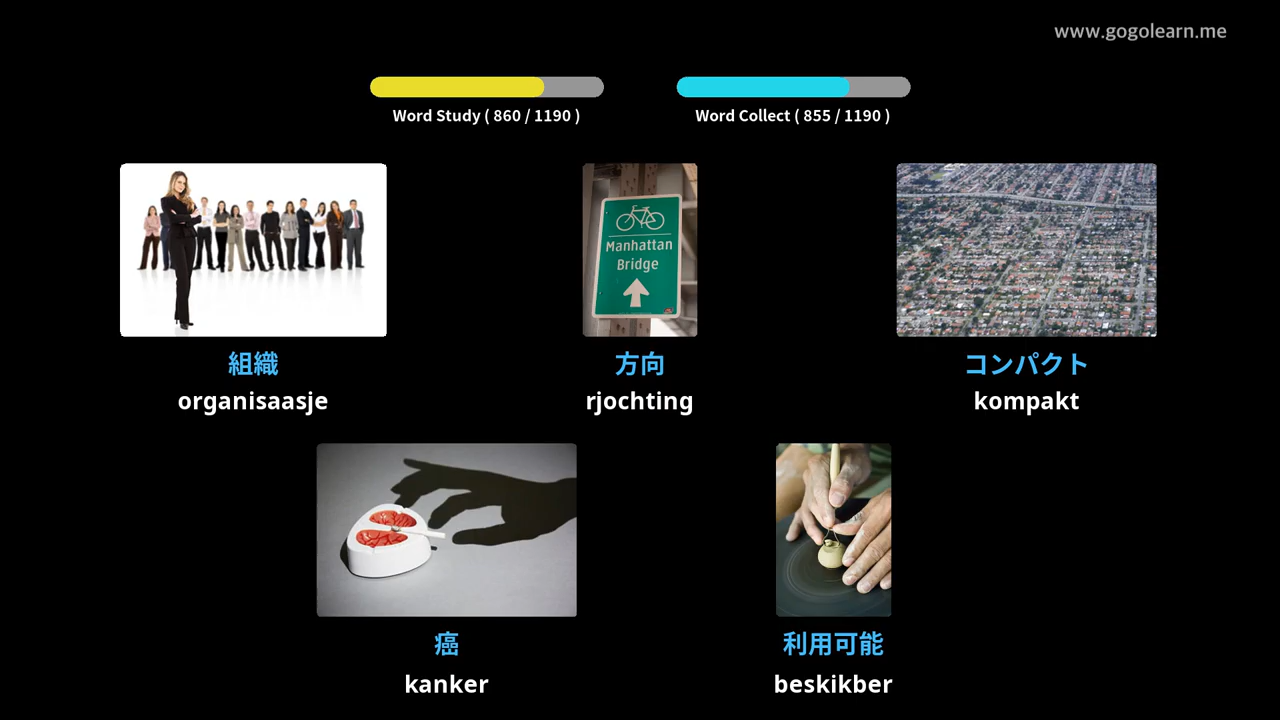 www.gogolearn.me
Word Study ( 860 / 1190 )
Word Collect ( 855 / 1190 )
Manhattan
Bridge
組織
organisaasje
方向
rjochting
コンパクト
kompakt
癌
kanker
利用可能
beskikber